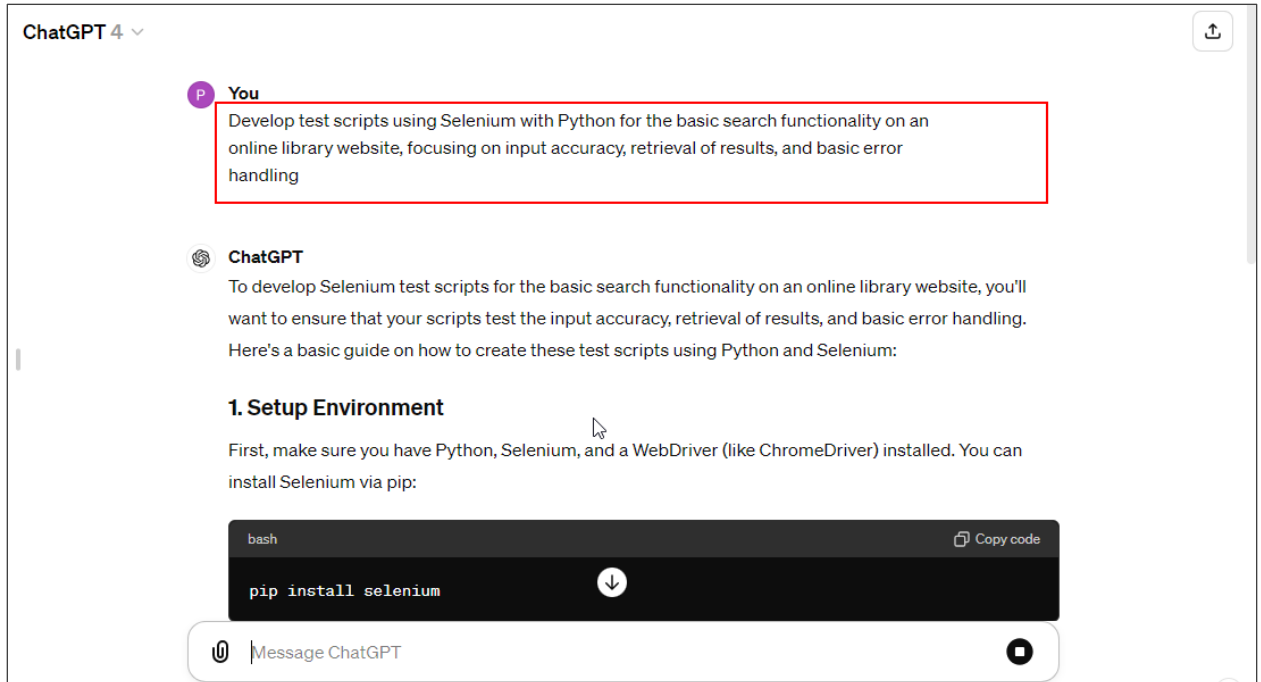 ChatGPT 4
P
You
Develop test scripts using Selenium with Python for the basic search functionality on an
online library website, focusing on input accuracy, retrieval of results, and basic error
handling
ChatGPT
To develop Selenium test scripts for the basic search functionality on an online library website, you'll
want to ensure that your scripts test the input accuracy, retrieval of results, and basic error handling.
Here's a basic guide on how to create these test scripts using Python and Selenium:
1. Setup Environment
First, make sure you have Python, Selenium, and a WebDriver (like ChromeDriver) installed. You can
install Selenium via pip:
bash Copy code
pip install selenium
Message ChatGPT